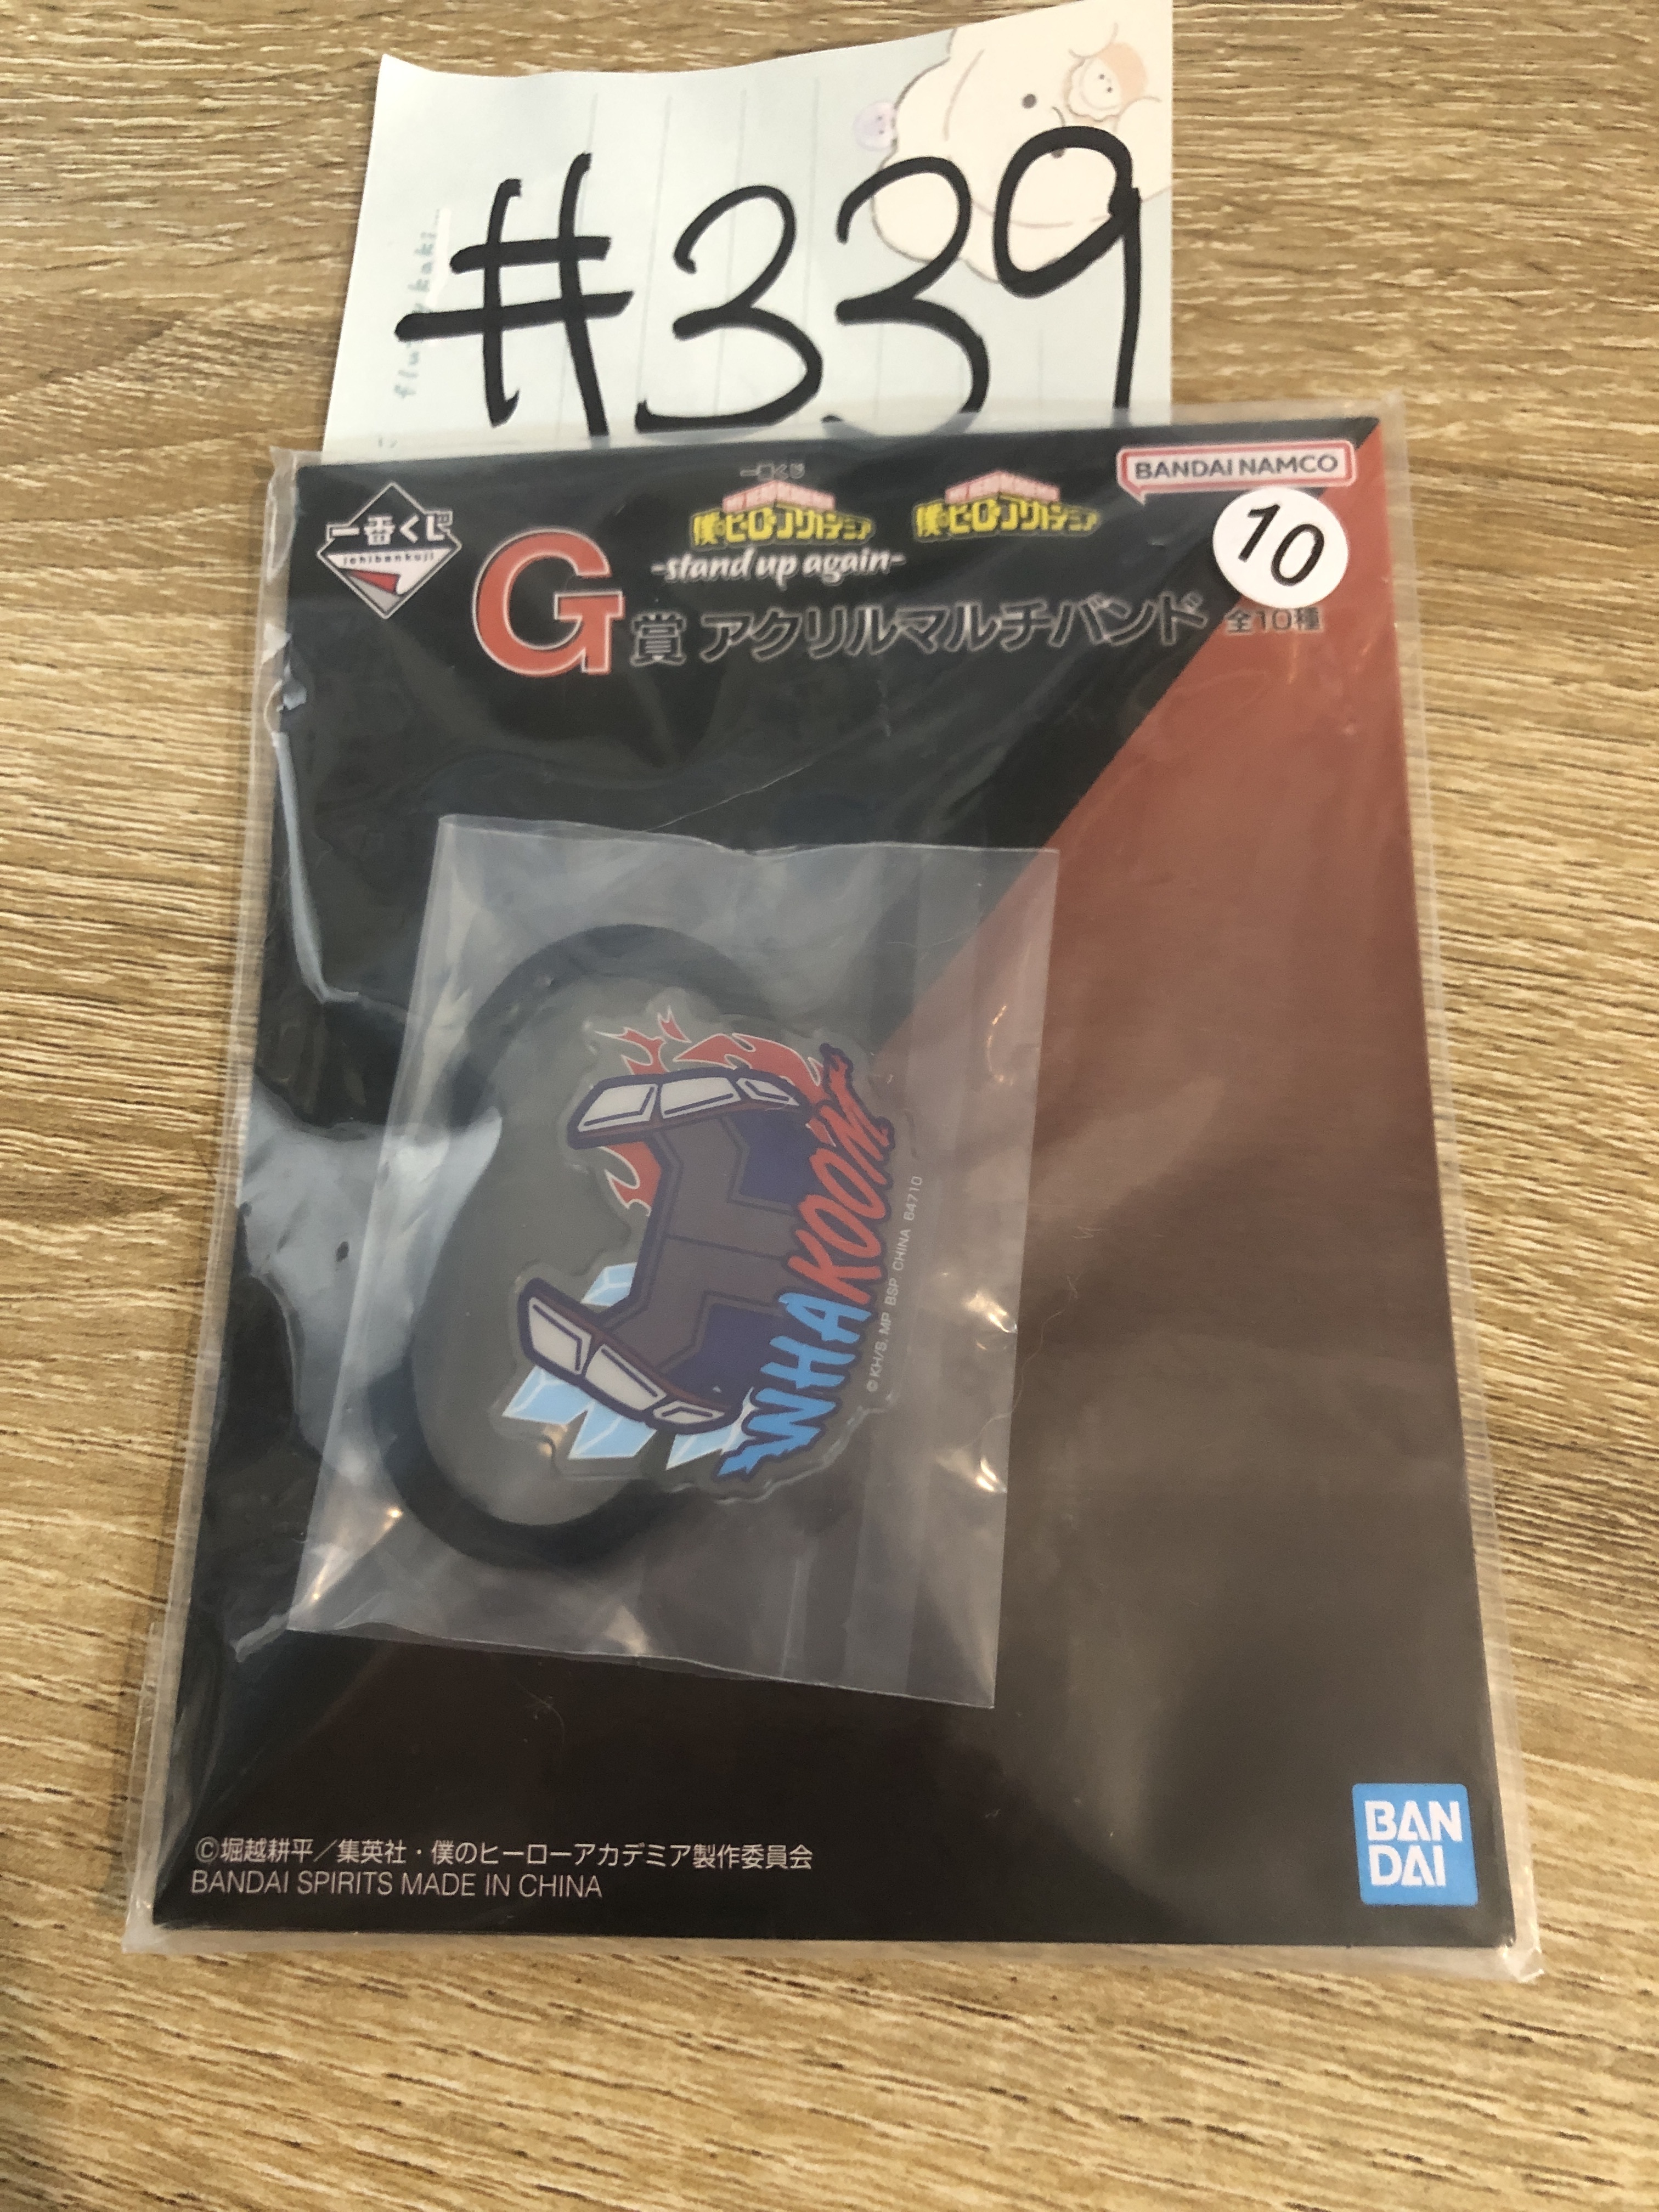 #339
BANDAI NAMCO
一番くじ
一番くじ
ichibankuji
僕のヒーローアカデミア
僕のヒーローアカデミア
-stand up again-
10
G賞 アクリルマルチバンド 全10種
WHAKOOM
© KH/S, MP BSP CHINA 64710
©堀越耕平／集英社・僕のヒーローアカデミア製作委員会
BANDAI SPIRITS MADE IN CHINA
BAN
DAI